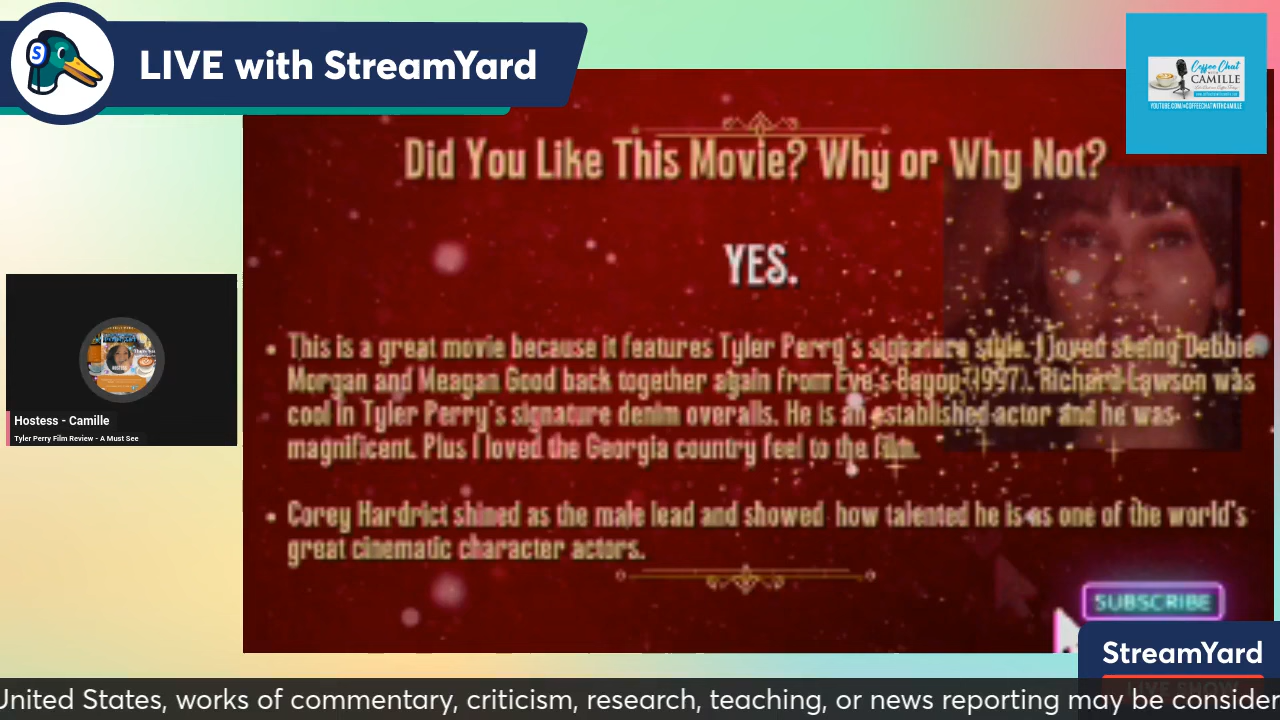 S
LIVE with StreamYard
Coffee Chat
WITH
CAMILLE
YOUTUBE.COM/@COFFEECHATWITHCAMILLE
Did You Like This Movie? Why or Why Not?
YES.
• This is a great movie because it features Tyler Perry's signature style. I loved seeing Debbie
Morgan and Meagan Good back together again from Eve's Bayou (1997). Richard Lawson was
cool in Tyler Perry's signature denim overalls. He is an established actor and he was
magnificent. Plus I loved the Georgia country feel to the film.
• Corey Hardrict shined as the male lead and showed how talented he is as one of the world's
great cinematic character actors.
Hostess - Camille
Tyler Perry Film Review - A Must See
SUBSCRIBE
StreamYard
LIVE SHOW
United States, works of commentary, criticism, research, teaching, or news reporting may be consider